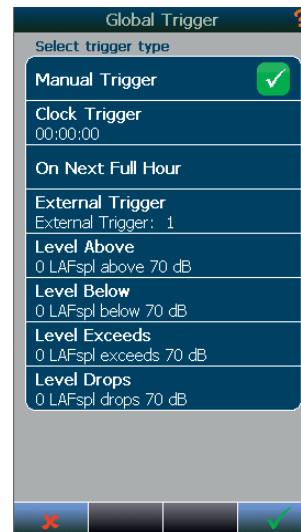 Global Trigger ?
Select trigger type
Manual Trigger
Clock Trigger
00:00:00
On Next Full Hour
External Trigger
External Trigger: 1
Level Above
0 LAFspl above 70 dB
Level Below
0 LAFspl below 70 dB
Level Exceeds
0 LAFspl exceeds 70 dB
Level Drops
0 LAFspl drops 70 dB